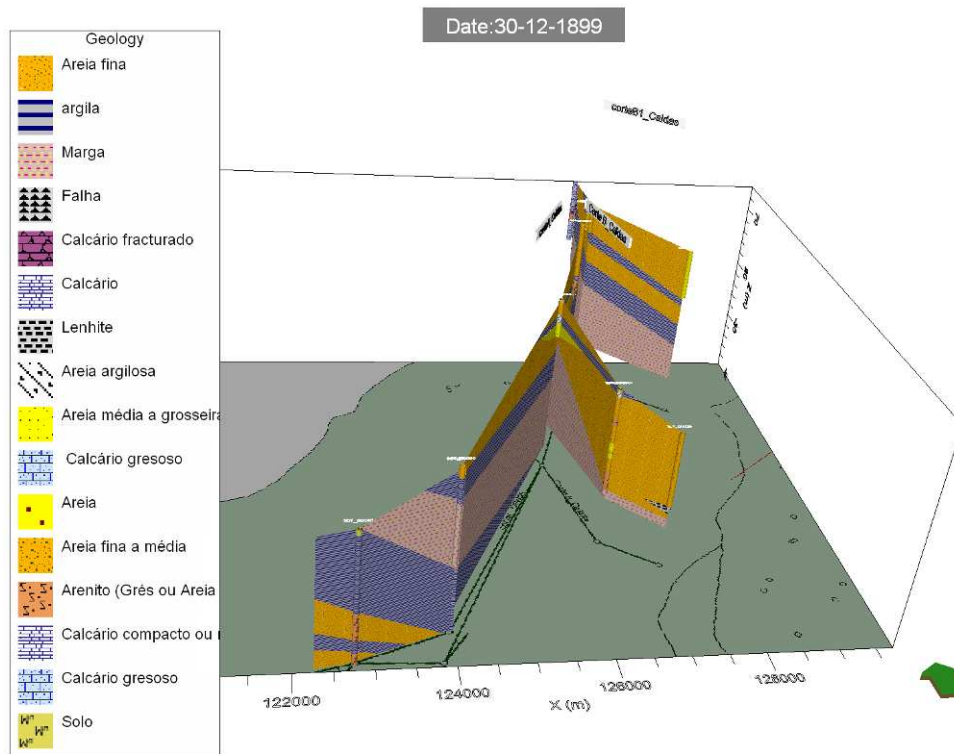 Date:30-12-1899
Geology
Areia fina
argila
Marga
Falha
Calcário fracturado
Calcário
Lenhite
Areia argilosa
Areia média a grosseira
Calcário gresoso
Areia
Areia fina a média
Arenito (Grés ou Areia
Calcário compacto ou
Calcário gresoso
Solo
corteB1_Caldas
Corte B_Caldas
122000
124000
126000
128000
X (m)